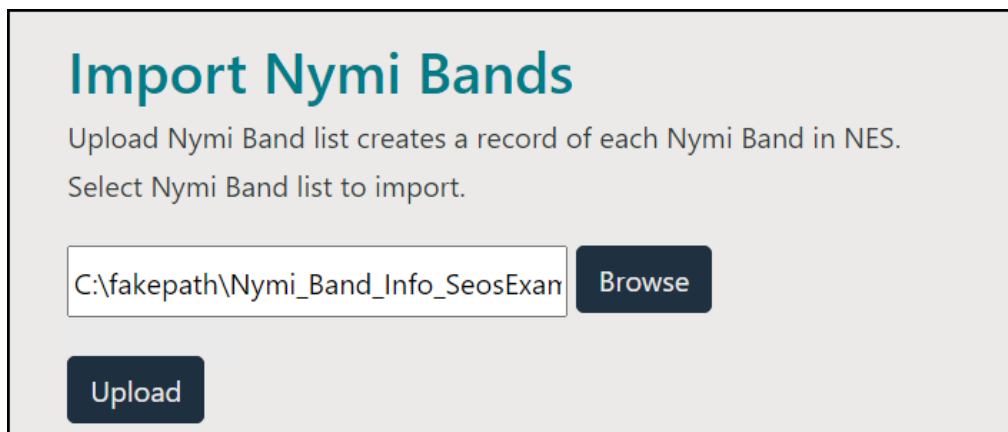 Import Nymi Bands
Upload Nymi Band list creates a record of each Nymi Band in NES.
Select Nymi Band list to import.
C:\fakepath\Nymi_Band_Info_SeosExam
Browse
Upload